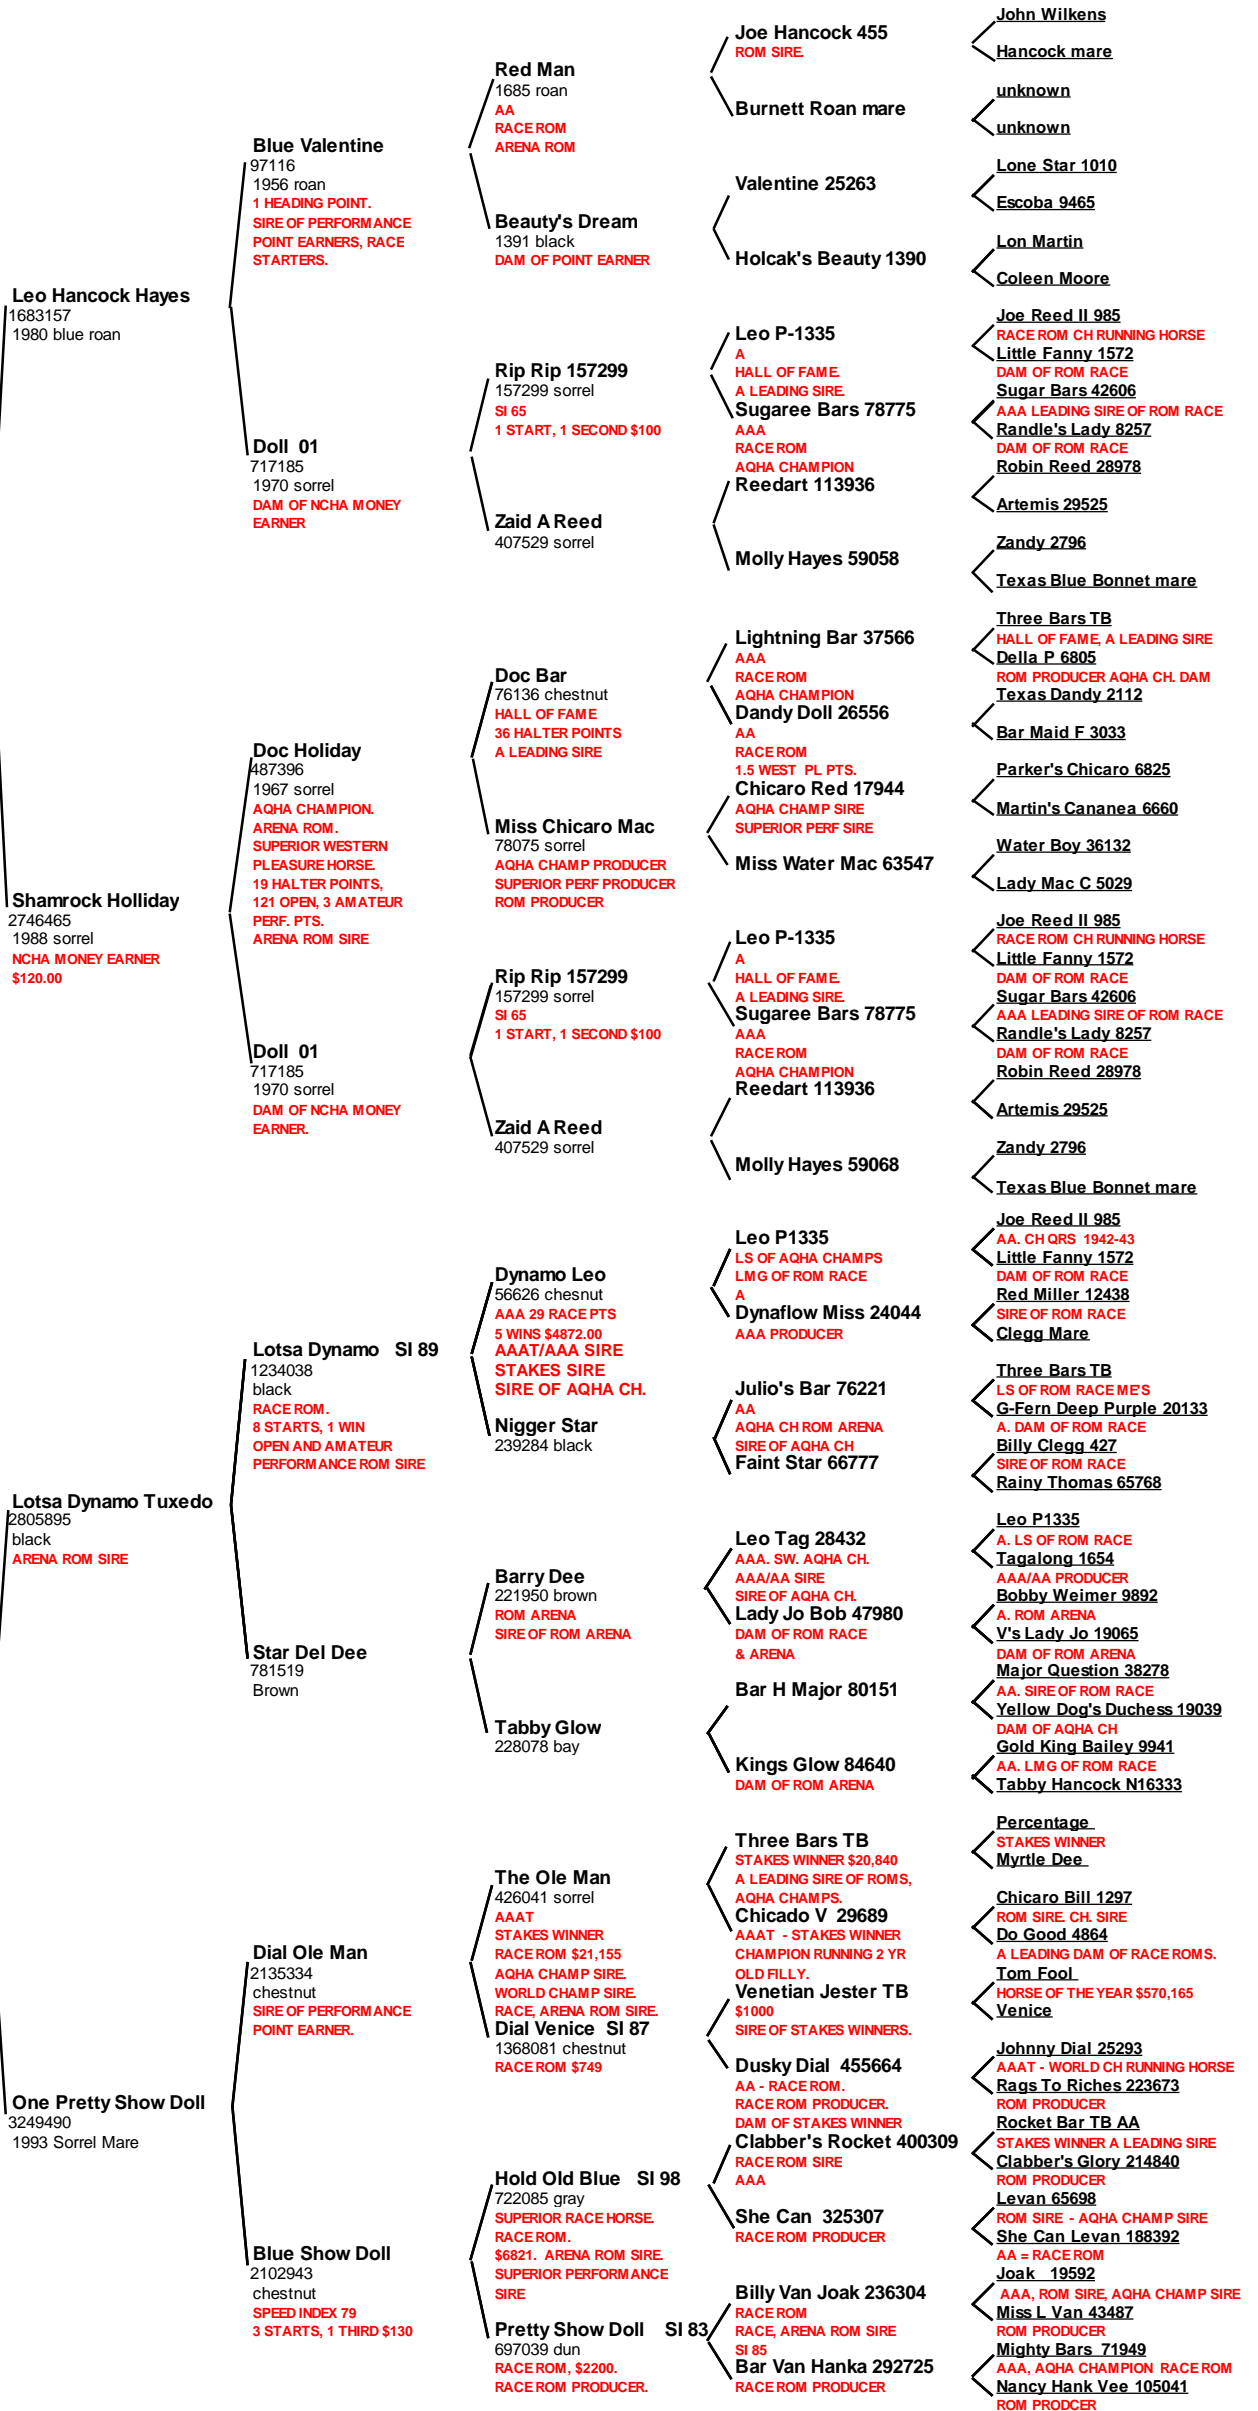 Leo Hancock Hayes
1683157
1980 blue roan
Shamrock Holliday
2746465
1988 sorrel
NCHA MONEY EARNER
$120.00
Lotsa Dynamo Tuxedo
2805895
black
ARENA ROM SIRE
One Pretty Show Doll
3249490
1993 Sorrel Mare
Blue Valentine
97116
1956 roan
1 HEADING POINT.
SIRE OF PERFORMANCE
POINT EARNERS, RACE
STARTERS.
Doll 01
717185
1970 sorrel
DAM OF NCHA MONEY
EARNER
Doc Holiday
487396
1967 sorrel
AQHA CHAMPION.
ARENA ROM.
SUPERIOR WESTERN
PLEASURE HORSE.
19 HALTER POINTS,
121 OPEN, 3 AMATEUR
PERF. PTS.
ARENA ROM SIRE
Doll 01
717185
1970 sorrel
DAM OF NCHA MONEY
EARNER.
Lotsa Dynamo SI 89
1234038
black
RACE ROM.
8 STARTS, 1 WIN
OPEN AND AMATEUR
PERFORMANCE ROM SIRE
Star Del Dee
781519
Brown
Dial Ole Man
2135334
chestnut
SIRE OF PERFORMANCE
POINT EARNER.
Blue Show Doll
2102943
chestnut
SPEED INDEX 79
3 STARTS, 1 THIRD $130
Red Man
1685 roan
AA
RACE ROM
ARENA ROM
Beauty's Dream
1391 black
DAM OF POINT EARNER
Rip Rip 157299
157299 sorrel
SI 65
1 START, 1 SECOND $100
Zaid A Reed
407529 sorrel
Doc Bar
76136 chestnut
HALL OF FAME
36 HALTER POINTS
A LEADING SIRE
Miss Chicaro Mac
78075 sorrel
AQHA CHAMP PRODUCER
SUPERIOR PERF PRODUCER
ROM PRODUCER
Rip Rip 157299
157299 sorrel
SI 65
1 START, 1 SECOND $100
Zaid A Reed
407529 sorrel
Dynamo Leo
56626 chesnut
AAA 29 RACE PTS
5 WINS $4872.00
AAAT/AAA SIRE
STAKES SIRE
SIRE OF AQHA CH.
Nigger Star
239284 black
Barry Dee
221950 brown
ROM ARENA
SIRE OF ROM ARENA
Tabby Glow
228078 bay
The Ole Man
426041 sorrel
AAAT
STAKES WINNER
RACE ROM $21,155
AQHA CHAMP SIRE.
WORLD CHAMP SIRE.
RACE, ARENA ROM SIRE.
Dial Venice SI 87
1368081 chestnut
RACE ROM $749
Hold Old Blue SI 98
722085 gray
SUPERIOR RACE HORSE.
RACE ROM.
$6821. ARENA ROM SIRE.
SUPERIOR PERFORMANCE
SIRE
Pretty Show Doll SI 83
697039 dun
RACE ROM, $2200.
RACE ROM PRODUCER.
Joe Hancock 455
ROM SIRE.
Burnett Roan mare
Valentine 25263
Holcak's Beauty 1390
Leo P-1335
A
HALL OF FAME.
A LEADING SIRE.
Sugaree Bars 78775
AAA
RACE ROM
AQHA CHAMPION
Reedart 113936
Molly Hayes 59058
Lightning Bar 37566
AAA
RACE ROM
AQHA CHAMPION
Dandy Doll 26556
AA
RACE ROM
1.5 WEST PL PTS.
Chicaro Red 17944
AQHA CHAMP SIRE
SUPERIOR PERF SIRE
Miss Water Mac 63547
Leo P-1335
A
HALL OF FAME.
A LEADING SIRE.
Sugaree Bars 78775
AAA
RACE ROM
AQHA CHAMPION
Reedart 113936
Molly Hayes 59068
Leo P1335
LS OF AQHA CHAMPS
LMG OF ROM RACE
A
Dynaflow Miss 24044
AAA PRODUCER
Julio's Bar 76221
AA
AQHA CH ROM ARENA
SIRE OF AQHA CH
Faint Star 66777
Leo Tag 28432
AAA. SW. AQHA CH.
AAA/AA SIRE
SIRE OF AQHA CH.
Lady Jo Bob 47980
DAM OF ROM RACE
& ARENA
Bar H Major 80151
Kings Glow 84640
DAM OF ROM ARENA
Three Bars TB
STAKES WINNER $20,840
A LEADING SIRE OF ROMS,
AQHA CHAMPS.
Chicado V 29689
AAAT - STAKES WINNER
CHAMPION RUNNING 2 YR
OLD FILLY.
Venetian Jester TB
$1000
SIRE OF STAKES WINNERS.
Dusky Dial 455664
AA - RACE ROM.
RACE ROM PRODUCER.
DAM OF STAKES WINNER
Clabber's Rocket 400309
RACE ROM SIRE
AAA
She Can 325307
RACE ROM PRODUCER
Billy Van Joak 236304
RACE ROM
RACE, ARENA ROM SIRE
SI 85
Bar Van Hanka 292725
RACE ROM PRODUCER
John Wilkens
Hancock mare
unknown
unknown
Lone Star 1010
Escoba 9465
Lon Martin
Coleen Moore
Joe Reed II 985
RACE ROM CH RUNNING HORSE
Little Fanny 1572
DAM OF ROM RACE
Sugar Bars 42606
AAA LEADING SIRE OF ROM RACE
Randle's Lady 8257
DAM OF ROM RACE
Robin Reed 28978
Artemis 29525
Zandy 2796
Texas Blue Bonnet mare
Three Bars TB
HALL OF FAME, A LEADING SIRE
Della P 6805
ROM PRODUCER AQHA CH. DAM
Texas Dandy 2112
Bar Maid F 3033
Parker's Chicaro 6825
Martin's Cananea 6660
Water Boy 36132
Lady Mac C 5029
Joe Reed II 985
RACE ROM CH RUNNING HORSE
Little Fanny 1572
DAM OF ROM RACE
Sugar Bars 42606
AAA LEADING SIRE OF ROM RACE
Randle's Lady 8257
DAM OF ROM RACE
Robin Reed 28978
Artemis 29525
Zandy 2796
Texas Blue Bonnet mare
Joe Reed II 985
AA. CH QRS 1942-43
Little Fanny 1572
DAM OF ROM RACE
Red Miller 12438
SIRE OF ROM RACE
Clegg Mare
Three Bars TB
LS OF ROM RACE ME'S
G-Fern Deep Purple 20133
A. DAM OF ROM RACE
Billy Clegg 427
SIRE OF ROM RACE
Rainy Thomas 65768
Leo P1335
A. LS OF ROM RACE
Tagalong 1654
AAA/AA PRODUCER
Bobby Weimer 9892
A. ROM ARENA
V's Lady Jo 19065
DAM OF ROM ARENA
Major Question 38278
AA. SIRE OF ROM RACE
Yellow Dog's Duchess 19039
DAM OF AQHA CH
Gold King Bailey 9941
AA. LMG OF ROM RACE
Tabby Hancock N16333
Percentage
STAKES WINNER
Myrtle Dee
Chicaro Bill 1297
ROM SIRE. CH. SIRE
Do Good 4864
A LEADING DAM OF RACE ROMS.
Tom Fool
HORSE OF THE YEAR $570,165
Venice
Johnny Dial 25293
AAAT - WORLD CH RUNNING HORSE
Rags To Riches 223673
ROM PRODUCER
Rocket Bar TB AA
STAKES WINNER A LEADING SIRE
Clabber's Glory 214840
ROM PRODUCER
Levan 65698
ROM SIRE - AQHA CHAMP SIRE
She Can Levan 188392
AA = RACE ROM
Joak 19592
AAA, ROM SIRE, AQHA CHAMP SIRE
Miss L Van 43487
ROM PRODUCER
Mighty Bars 71949
AAA, AQHA CHAMPION RACE ROM
Nancy Hank Vee 105041
ROM PRODCER